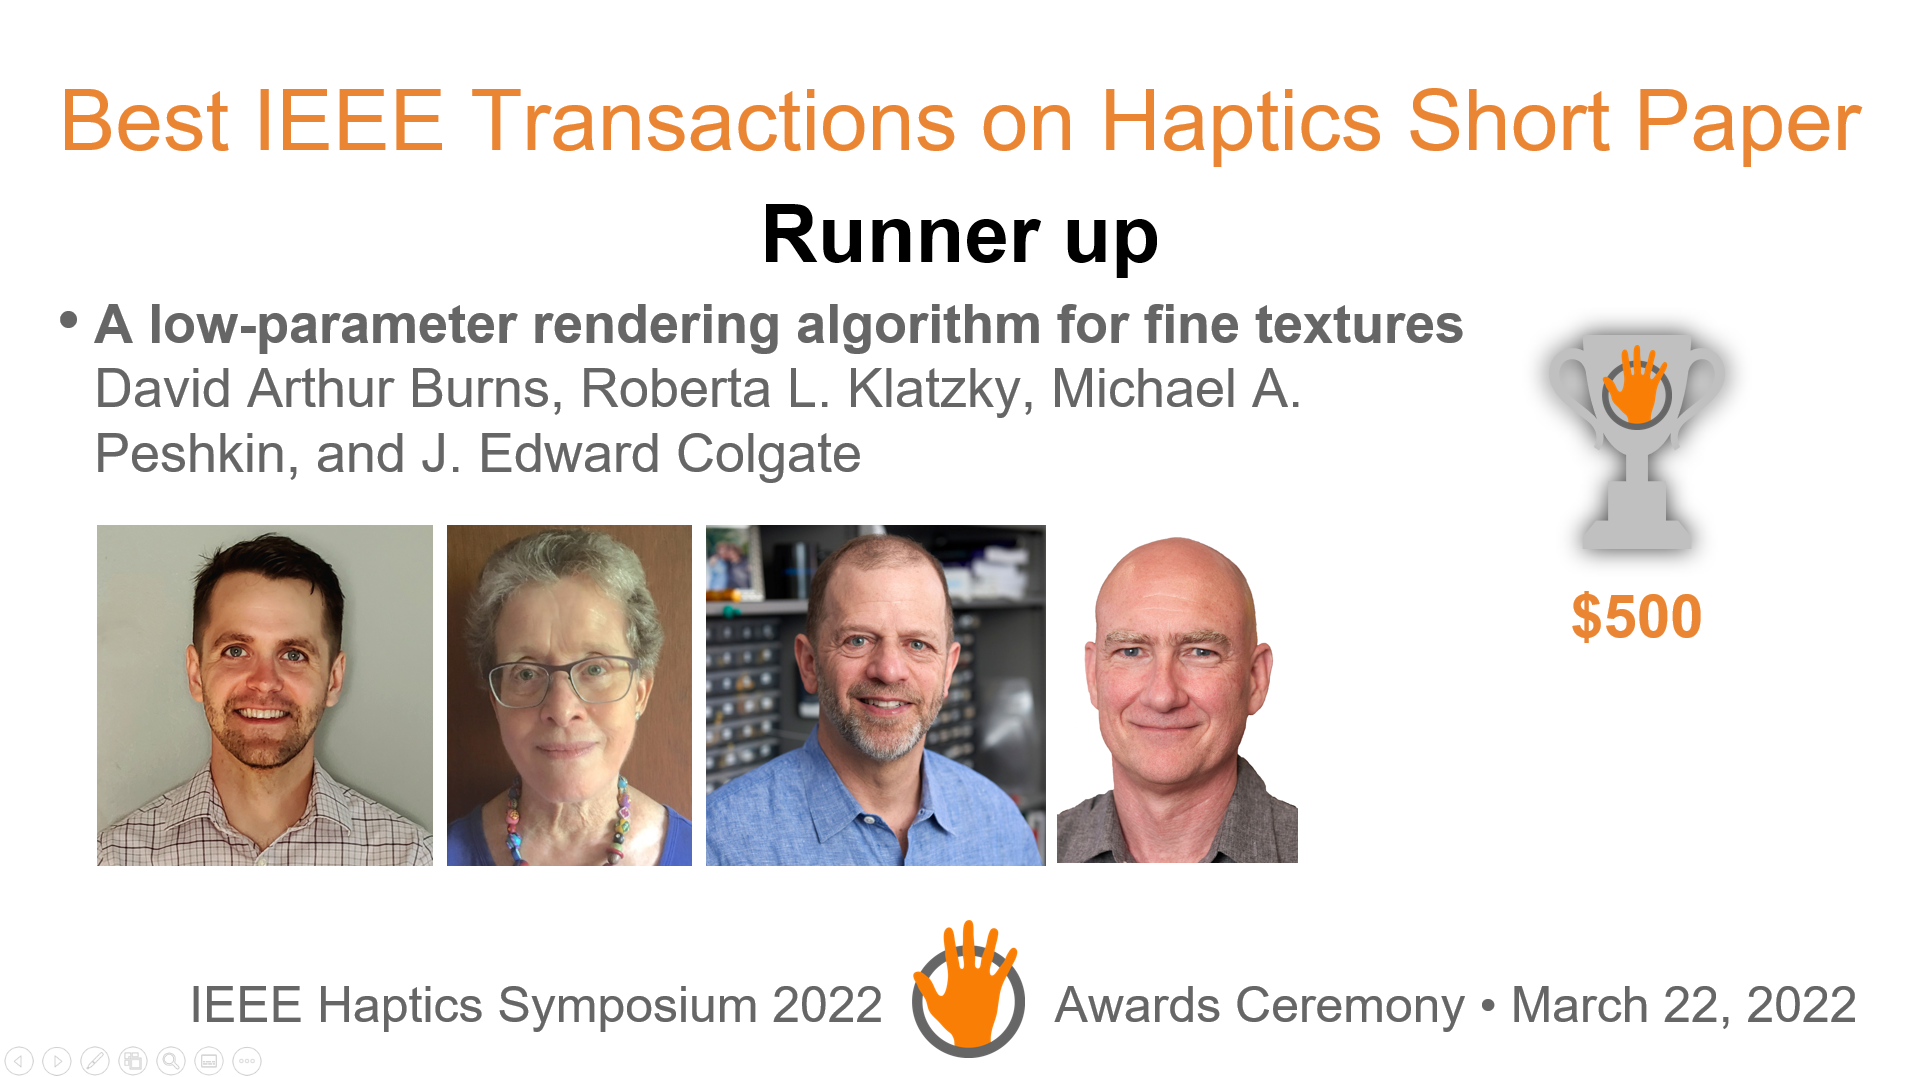 Best IEEE Transactions on Haptics Short Paper
Runner up
• A low-parameter rendering algorithm for fine textures
David Arthur Burns, Roberta L. Klatzky, Michael A.
Peshkin, and J. Edward Colgate
$500
IEEE Haptics Symposium 2022
Awards Ceremony • March 22, 2022